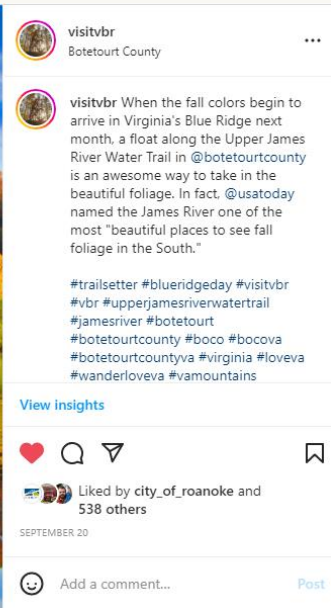 visitvbr
Botetourt County
visitvbr When the fall colors begin to
arrive in Virginia's Blue Ridge next
month, a float along the Upper James
River Water Trail in @botetourtcounty
is an awesome way to take in the
beautiful foliage. In fact, @usatoday
named the James River one of the
most "beautiful places to see fall
foliage in the South."
#trailsetter #blueridgeday #visitvbr
#vbr #upperjamesriverwatertrail
#jamesriver #botetourt
#botetourtcounty #boco #bocova
#botetourtcountyva #virginia #loveva
#wanderloveva #vamountains
View insights
Liked by city_of_roanoke and
538 others
SEPTEMBER 20
Add a comment...
Post